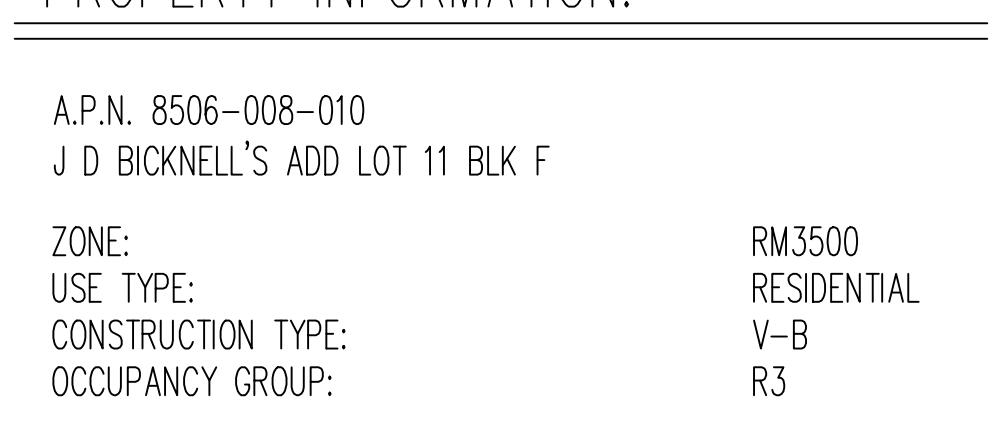 PROPERTY INFORMATION:
A.P.N. 8506-008-010
J D BICKNELL'S ADD LOT 11 BLK F
ZONE: RM3500
USE TYPE: RESIDENTIAL
CONSTRUCTION TYPE: V-B
OCCUPANCY GROUP: R3